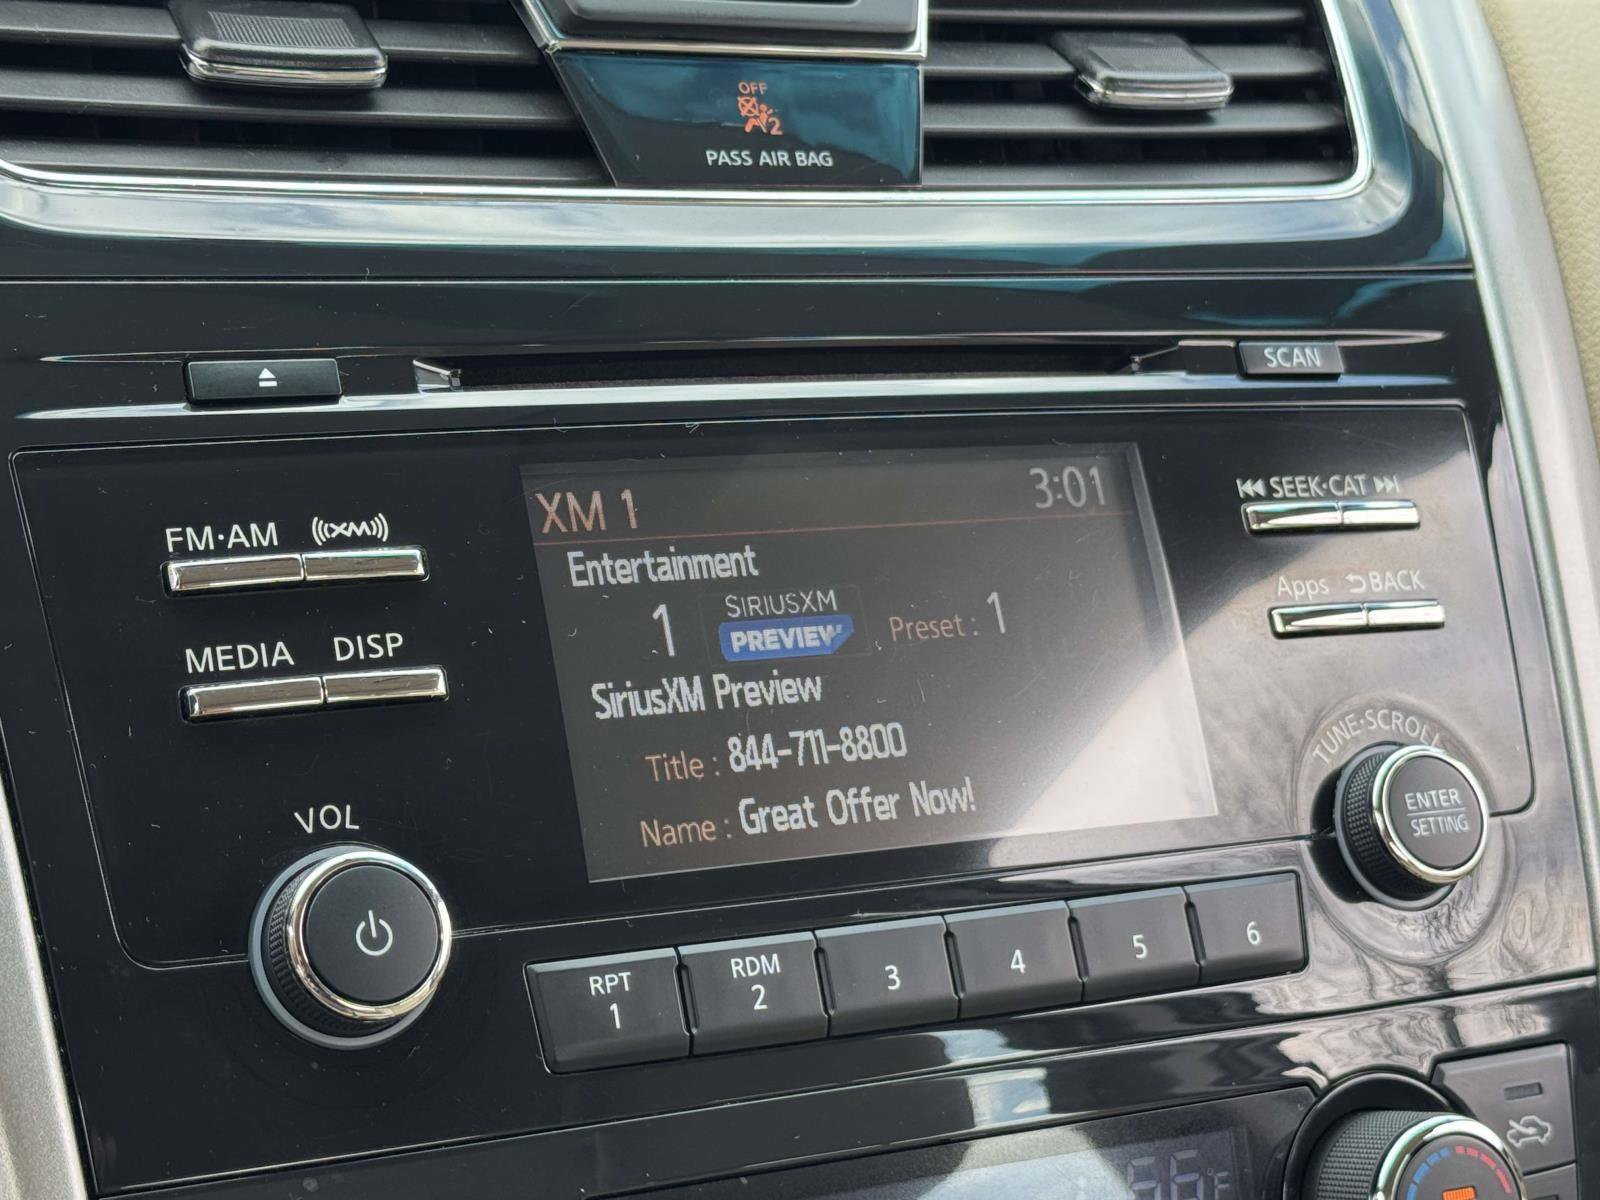 OFF
2
PASS AIR BAG
SCAN
XM 1 3:01
Entertainment
1 SIRIUSXM Preset : 1
PREVIEW
SiriusXM Preview
Title : 844-711-8800
Name : Great Offer Now!
FM·AM ((XM))
MEDIA DISP
VOL
SEEK·CAT
Apps BACK
TUNE·SCROLL
ENTER
SETTING
RPT
1
RDM
2
3
4
5
6
66°F